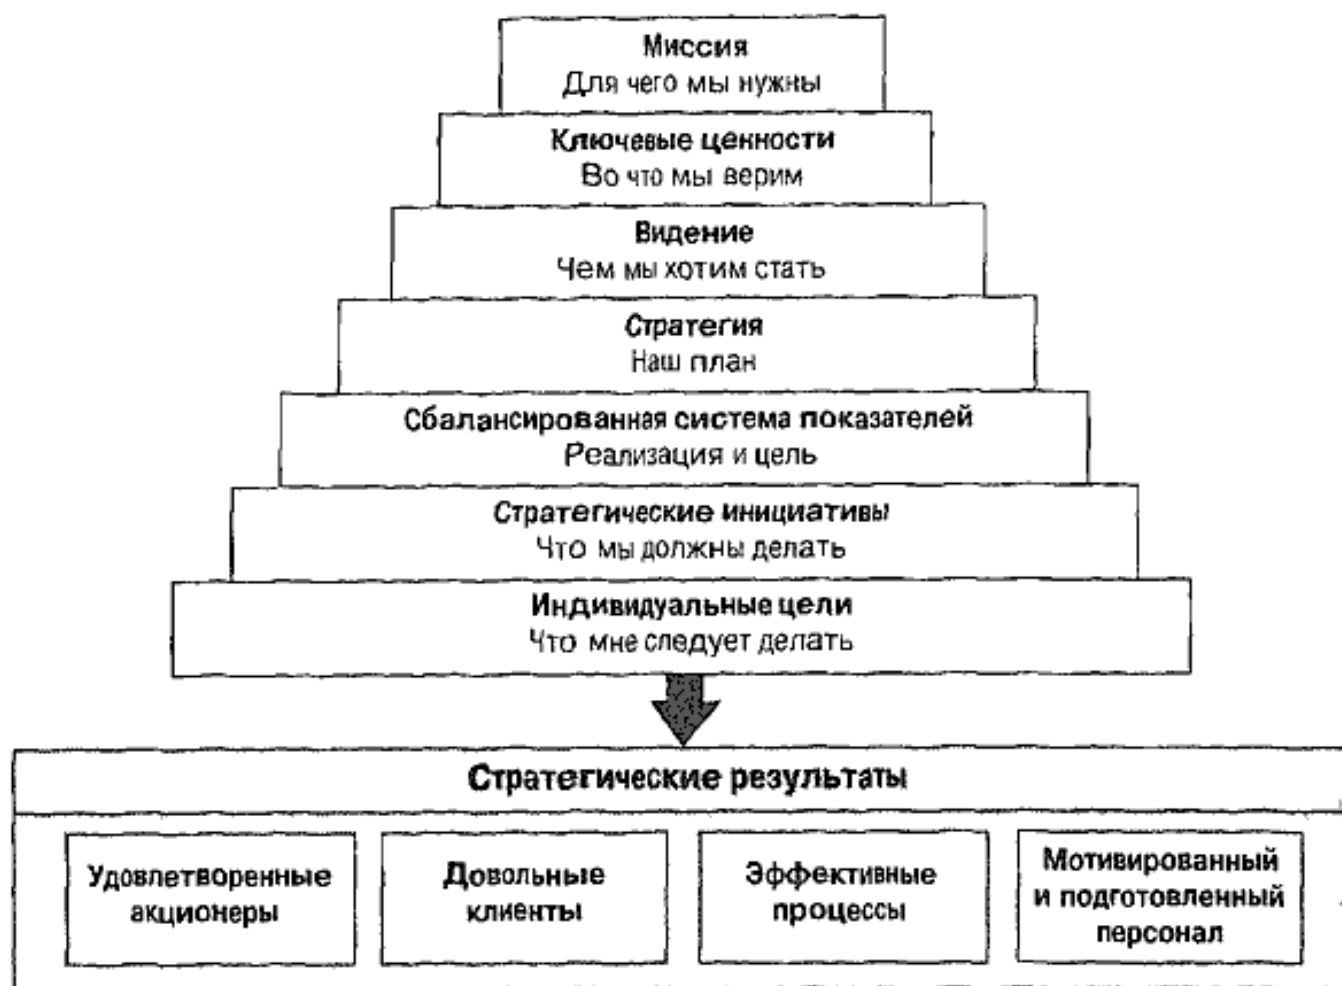 Миссия
Для чего мы нужны
Ключевые ценности
Во что мы верим
Видение
Чем мы хотим стать
Стратегия
Наш план
Сбалансированная система показателей
Реализация и цель
Стратегические инициативы
Что мы должны делать
Индивидуальные цели
Что мне следует делать
Стратегические результаты
Удовлетворенные
акционеры
Довольные
клиенты
Эффективные
процессы
Мотивированный
и подготовленный
персонал